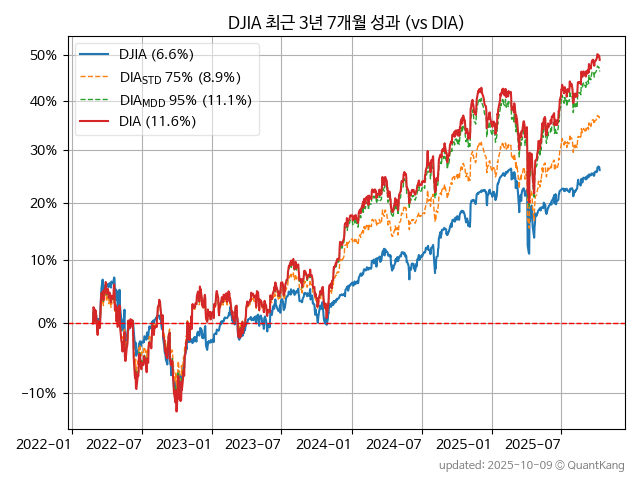 DJIA 최근 3년 7개월 성과 (vs DIA)
DJIA (6.6%)
DIASTD 75% (8.9%)
DIAMDD 95% (11.1%)
DIA (11.6%)
50%
40%
30%
20%
10%
0%
−10%
2022-01 2022-07 2023-01 2023-07 2024-01 2024-07 2025-01 2025-07
updated: 2025-10-09 © QuantKang